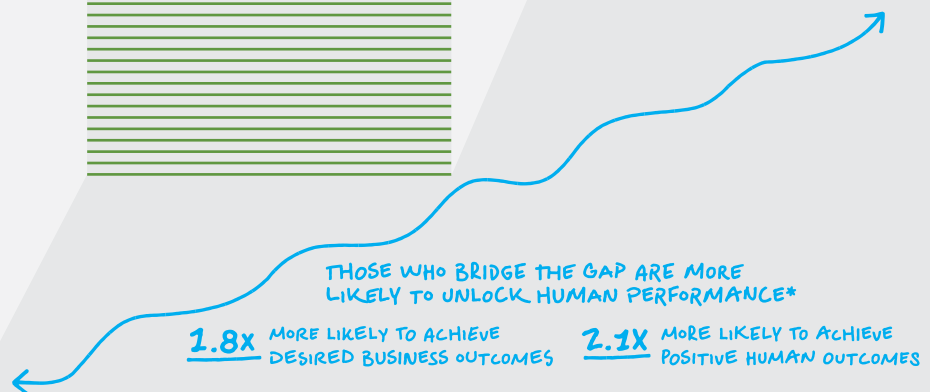 THOSE WHO BRIDGE THE GAP ARE MORE
LIKELY TO UNLOCK HUMAN PERFORMANCE*
1.8X MORE LIKELY TO ACHIEVE
DESIRED BUSINESS OUTCOMES
2.1X MORE LIKELY TO ACHIEVE
POSITIVE HUMAN OUTCOMES